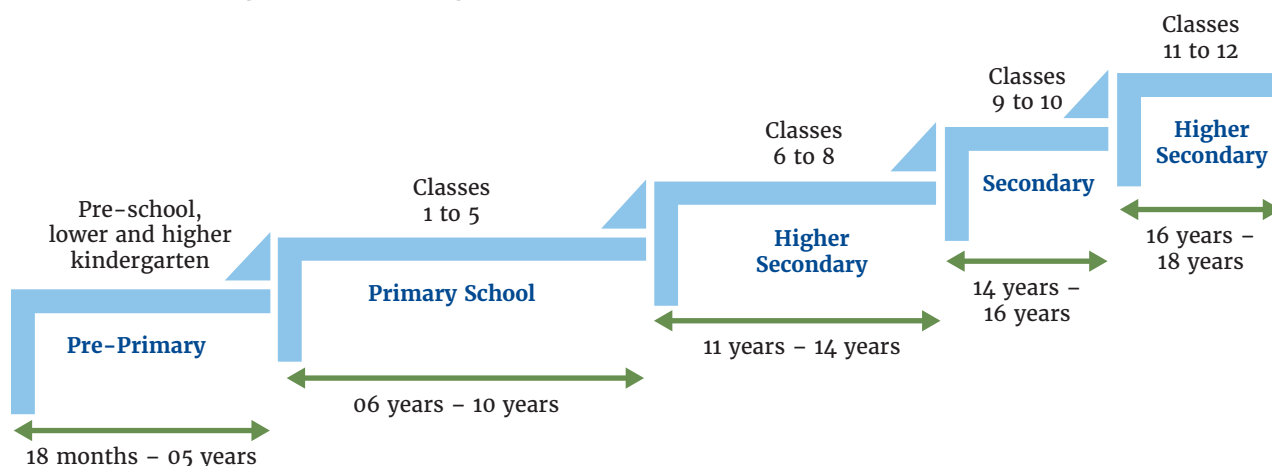 Pre-school,
lower and higher
kindergarten
Pre-Primary
18 months – 05 years
Classes
1 to 5
Primary School
06 years – 10 years
Classes
6 to 8
Higher
Secondary
11 years – 14 years
Classes
9 to 10
Secondary
14 years –
16 years
Classes
11 to 12
Higher
Secondary
16 years –
18 years